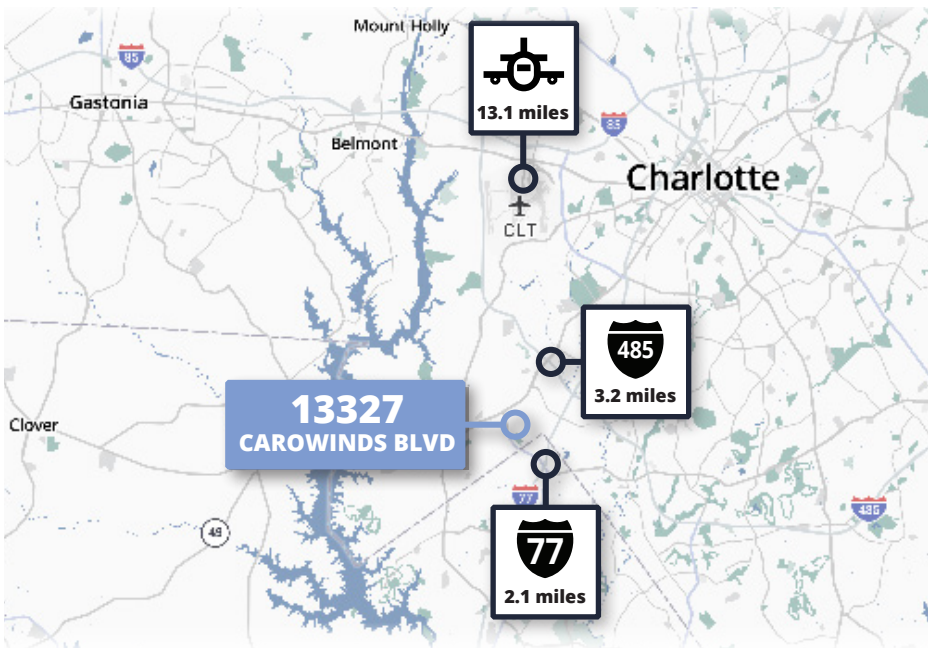 Mount Holly
85
Gastonia
13.1 miles
85
Belmont
Charlotte
CLT
485
3.2 miles
13327
CAROWINDS BLVD
Clover
77
485
49
77
2.1 miles